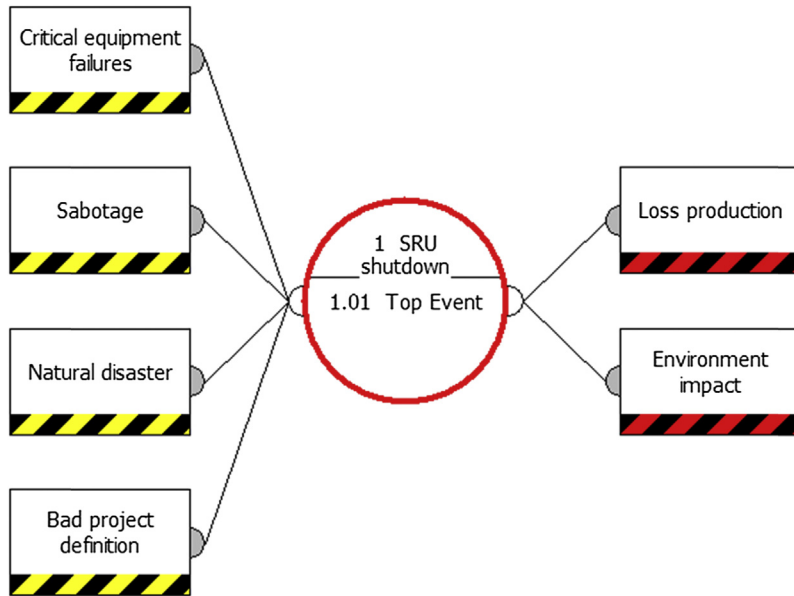 Critical equipment
failures
Sabotage
Natural disaster
Bad project
definition
1 SRU
shutdown
1.01 Top Event
Loss production
Environment
impact